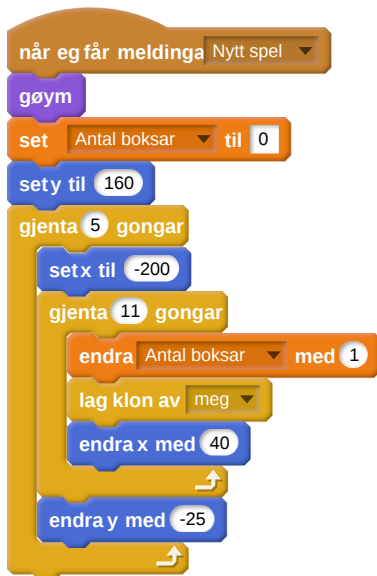 når eg får meldinga Nytt spel
gøym
set Antal boksar til 0
set y til 160
gjenta 5 gongar
set x til -200
gjenta 11 gongar
endra Antal boksar med 1
lag klon av meg
endra x med 40
endra y med -25